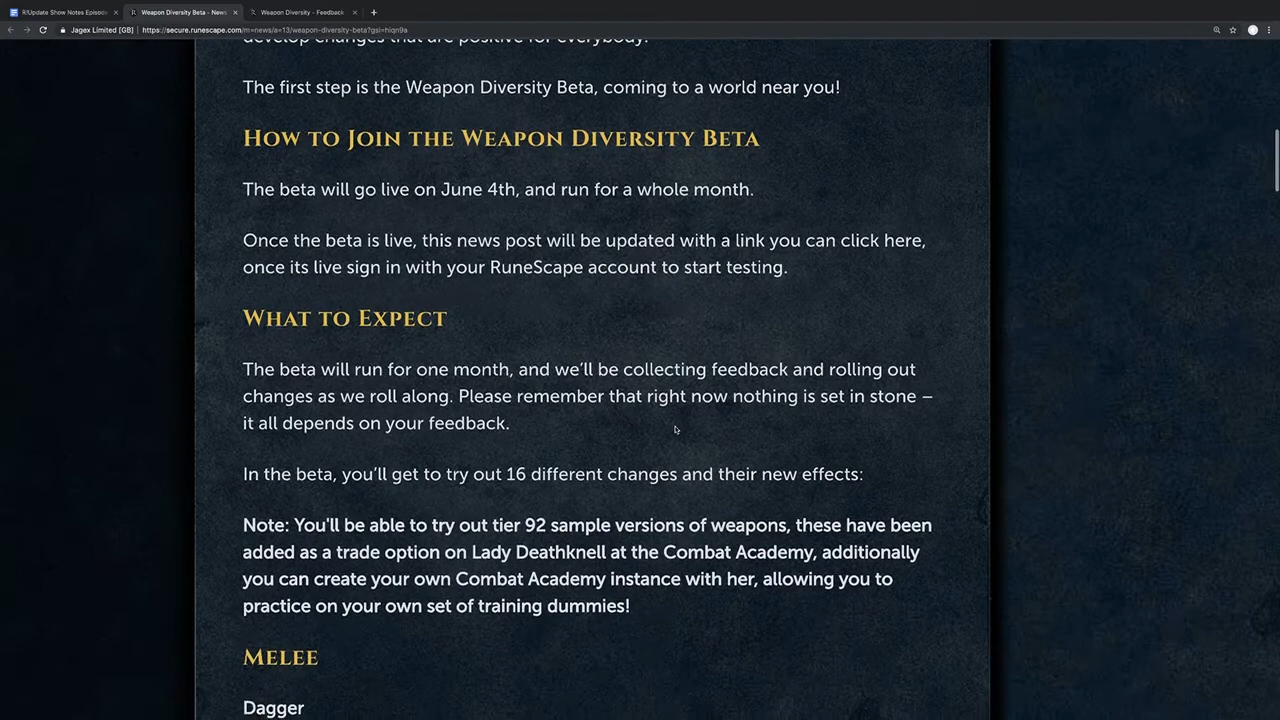 R!Update Show Notes Episode
Weapon Diversity Beta - News
Weapon Diversity - Feedback
Jagex Limited [GB]
https://secure.runescape.com/m=news/a=13/weapon-diversity-beta?gsi=hiqn9a
develop changes that are positive for everybody.
The first step is the Weapon Diversity Beta, coming to a world near you!
How to Join the Weapon Diversity Beta
The beta will go live on June 4th, and run for a whole month.
Once the beta is live, this news post will be updated with a link you can click here,
once its live sign in with your RuneScape account to start testing.
What to Expect
The beta will run for one month, and we'll be collecting feedback and rolling out
changes as we roll along. Please remember that right now nothing is set in stone –
it all depends on your feedback.
In the beta, you'll get to try out 16 different changes and their new effects:
Note: You'll be able to try out tier 92 sample versions of weapons, these have been
added as a trade option on Lady Deathknell at the Combat Academy, additionally
you can create your own Combat Academy instance with her, allowing you to
practice on your own set of training dummies!
Melee
Dagger